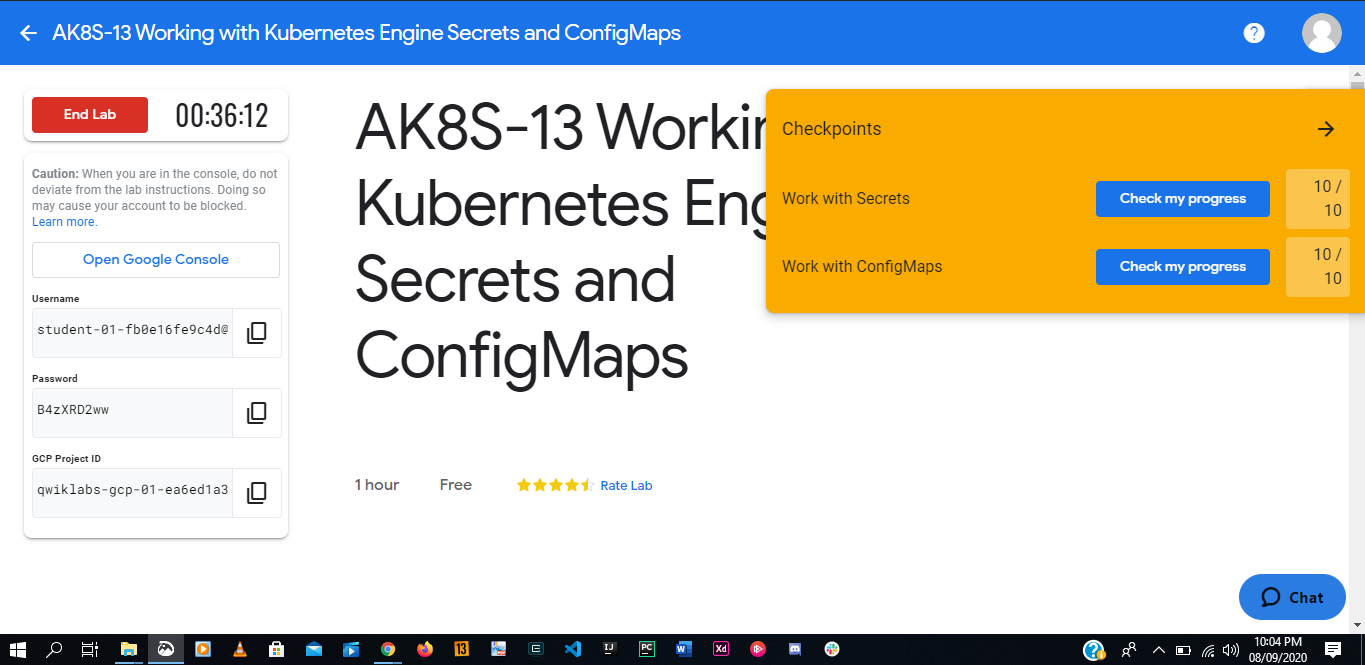 AK8S-13 Working with Kubernetes Engine Secrets and ConfigMaps
End Lab
00:36:12
Caution: When you are in the console, do not
deviate from the lab instructions. Doing so
may cause your account to be blocked.
Learn more.
Open Google Console
Username
student-01-fb0e16fe9c4d@
Password
B4zXRD2ww
GCP Project ID
qwiklabs-gcp-01-ea6ed1a3
AK8S-13 Workin
Kubernetes Eng
Secrets and
ConfigMaps
1 hour
Free
Rate Lab
Checkpoints
Work with Secrets
Check my progress
10 /
10
Work with ConfigMaps
Check my progress
10 /
10
Chat
10:04 PM
08/09/2020